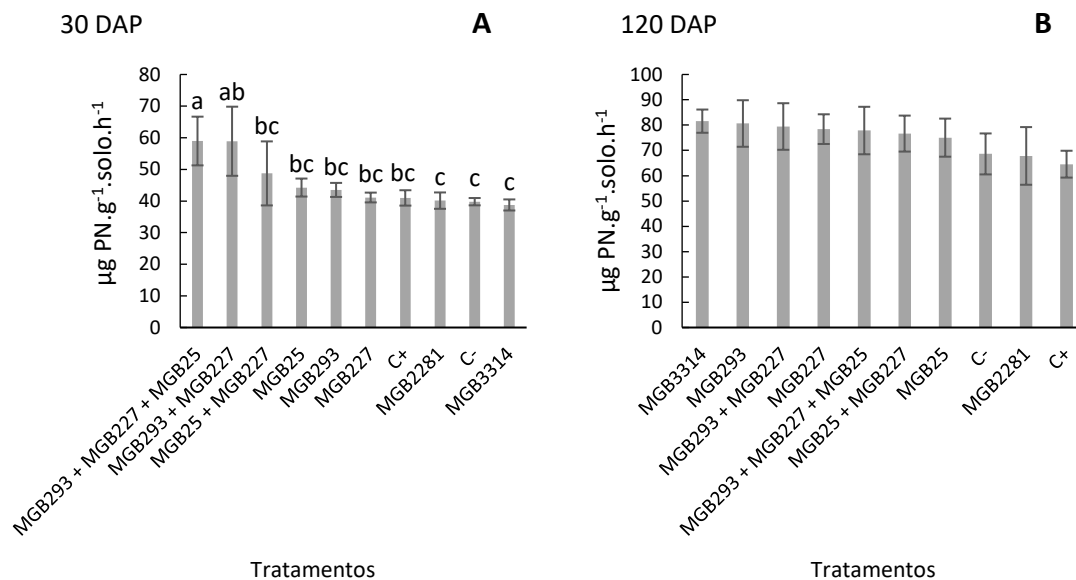 30 DAP
A
µg PN.g⁻¹.solo.h⁻¹
80
70
60
50
40
30
20
10
0
a
ab
bc
bc
bc
bc
bc
c
c
c
MGB293 + MGB227 + MGB25
MGB293 + MGB227
MGB25 + MGB227
MGB25
MGB293
MGB227
C+
MGB2281
C-
MGB3314
Tratamentos
120 DAP
B
µg PN.g⁻¹.solo.h⁻¹
100
90
80
70
60
50
40
30
20
10
0
MGB3314
MGB293
MGB293 + MGB227
MGB227
MGB293 + MGB227 + MGB25
MGB25 + MGB227
MGB25
C-
MGB2281
C+
Tratamentos